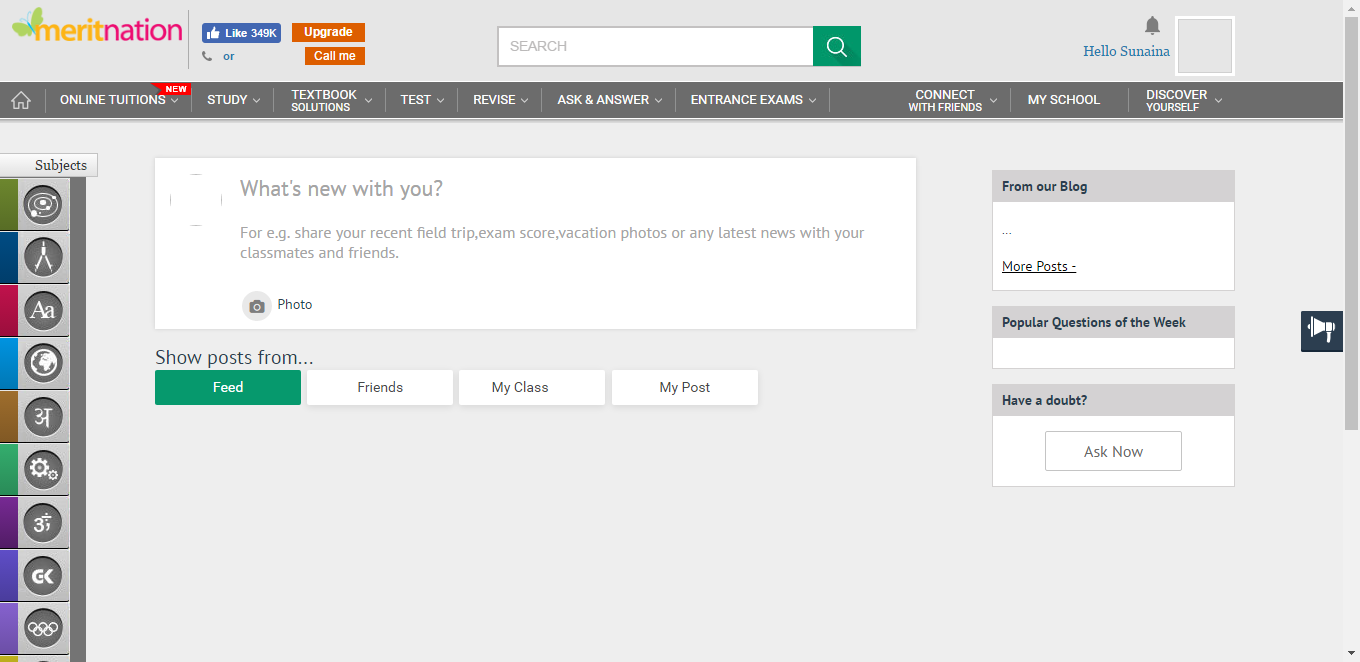 meritnation
Like 349K
Upgrade
or
Call me
SEARCH
Hello Sunaina
ONLINE TUITIONS
NEW
STUDY
TEXTBOOK
SOLUTIONS
TEST
REVISE
ASK & ANSWER
ENTRANCE EXAMS
CONNECT
WITH FRIENDS
MY SCHOOL
DISCOVER
YOURSELF
Subjects
Aa
अ
ॐ
GK
What's new with you?
For e.g. share your recent field trip,exam score,vacation photos or any latest news with your
classmates and friends.
Photo
Show posts from...
Feed
Friends
My Class
My Post
From our Blog
...
More Posts -
Popular Questions of the Week
Have a doubt?
Ask Now